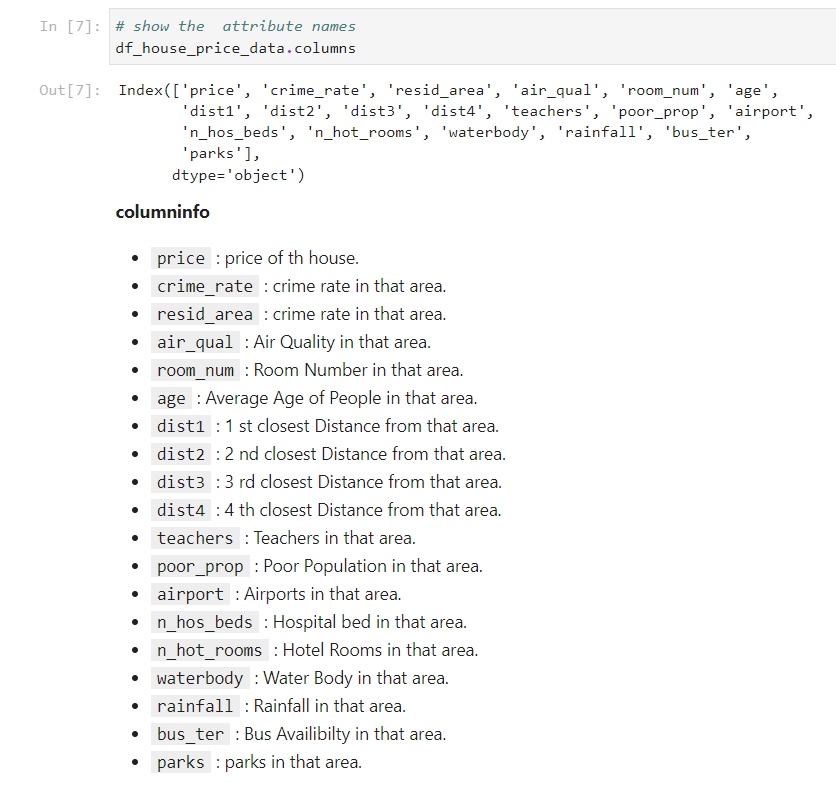 In [7]: # show the  attribute names
df_house_price_data.columns
Out[7]: Index(['price', 'crime_rate', 'resid_area', 'air_qual', 'room_num', 'age',
'dist1', 'dist2', 'dist3', 'dist4', 'teachers', 'poor_prop', 'airport',
'n_hos_beds', 'n_hot_rooms', 'waterbody', 'rainfall', 'bus_ter',
'parks'],
dtype='object')
columninfo
• price : price of th house.
• crime_rate : crime rate in that area.
• resid_area : crime rate in that area.
• air_qual : Air Quality in that area.
• room_num : Room Number in that area.
• age : Average Age of People in that area.
• dist1 : 1 st closest Distance from that area.
• dist2 : 2 nd closest Distance from that area.
• dist3 : 3 rd closest Distance from that area.
• dist4 : 4 th closest Distance from that area.
• teachers : Teachers in that area.
• poor_prop : Poor Population in that area.
• airport : Airports in that area.
• n_hos_beds : Hospital bed in that area.
• n_hot_rooms : Hotel Rooms in that area.
• waterbody : Water Body in that area.
• rainfall : Rainfall in that area.
• bus_ter : Bus Availibilty in that area.
• parks : parks in that area.